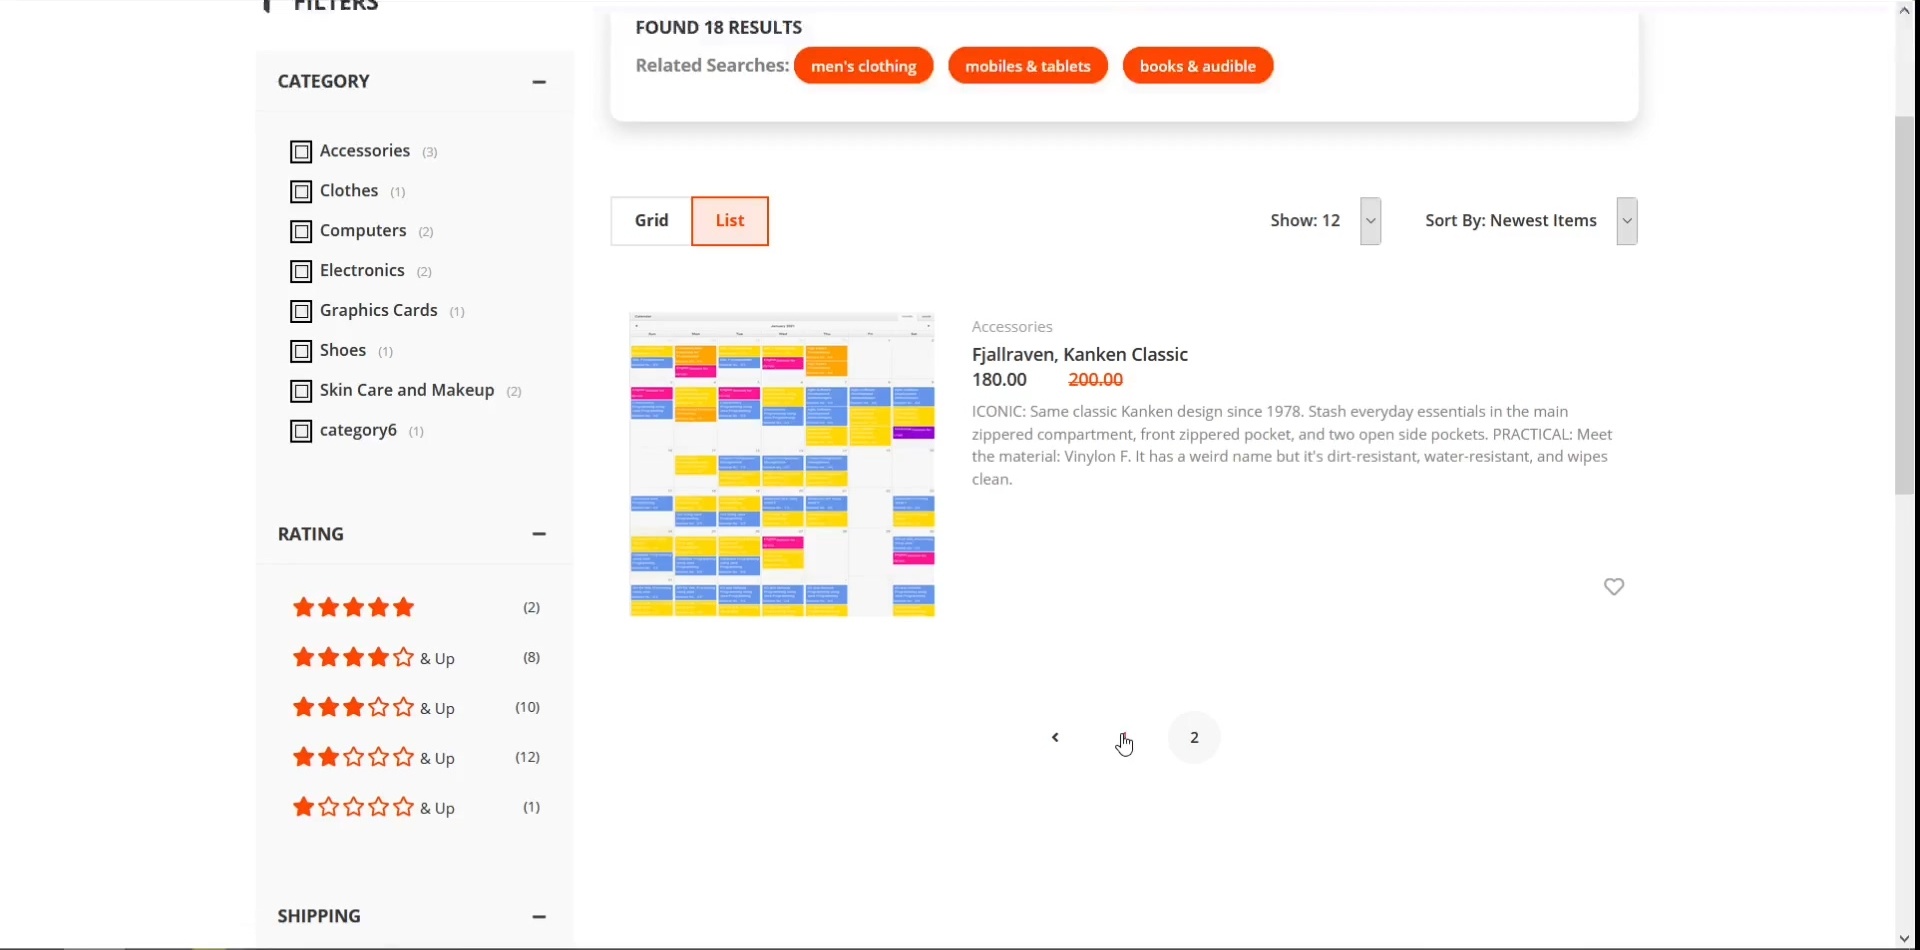 FILTERS
CATEGORY
Accessories (3)
Clothes (1)
Computers (2)
Electronics (2)
Graphics Cards (1)
Shoes (1)
Skin Care and Makeup (2)
category6 (1)
RATING
(2)
& Up (8)
& Up (10)
& Up (12)
& Up (1)
SHIPPING
FOUND 18 RESULTS
Related Searches: men's clothing mobiles & tablets books & audible
Grid List Show: 12 Sort By: Newest Items
Accessories
Fjallraven, Kanken Classic
180.00 200.00
ICONIC: Same classic Kanken design since 1978. Stash everyday essentials in the main
zippered compartment, front zippered pocket, and two open side pockets. PRACTICAL: Meet
the material: Vinylon F. It has a weird name but it's dirt-resistant, water-resistant, and wipes
clean.
2